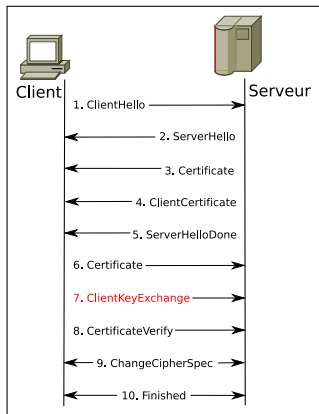 Client
Serveur
1. ClientHello
2. ServerHello
3. Certificate
4. ClientCertificate
5. ServerHelloDone
6. Certificate
7. ClientKeyExchange
8. CertificateVerify
9. ChangeCipherSpec
10. Finished